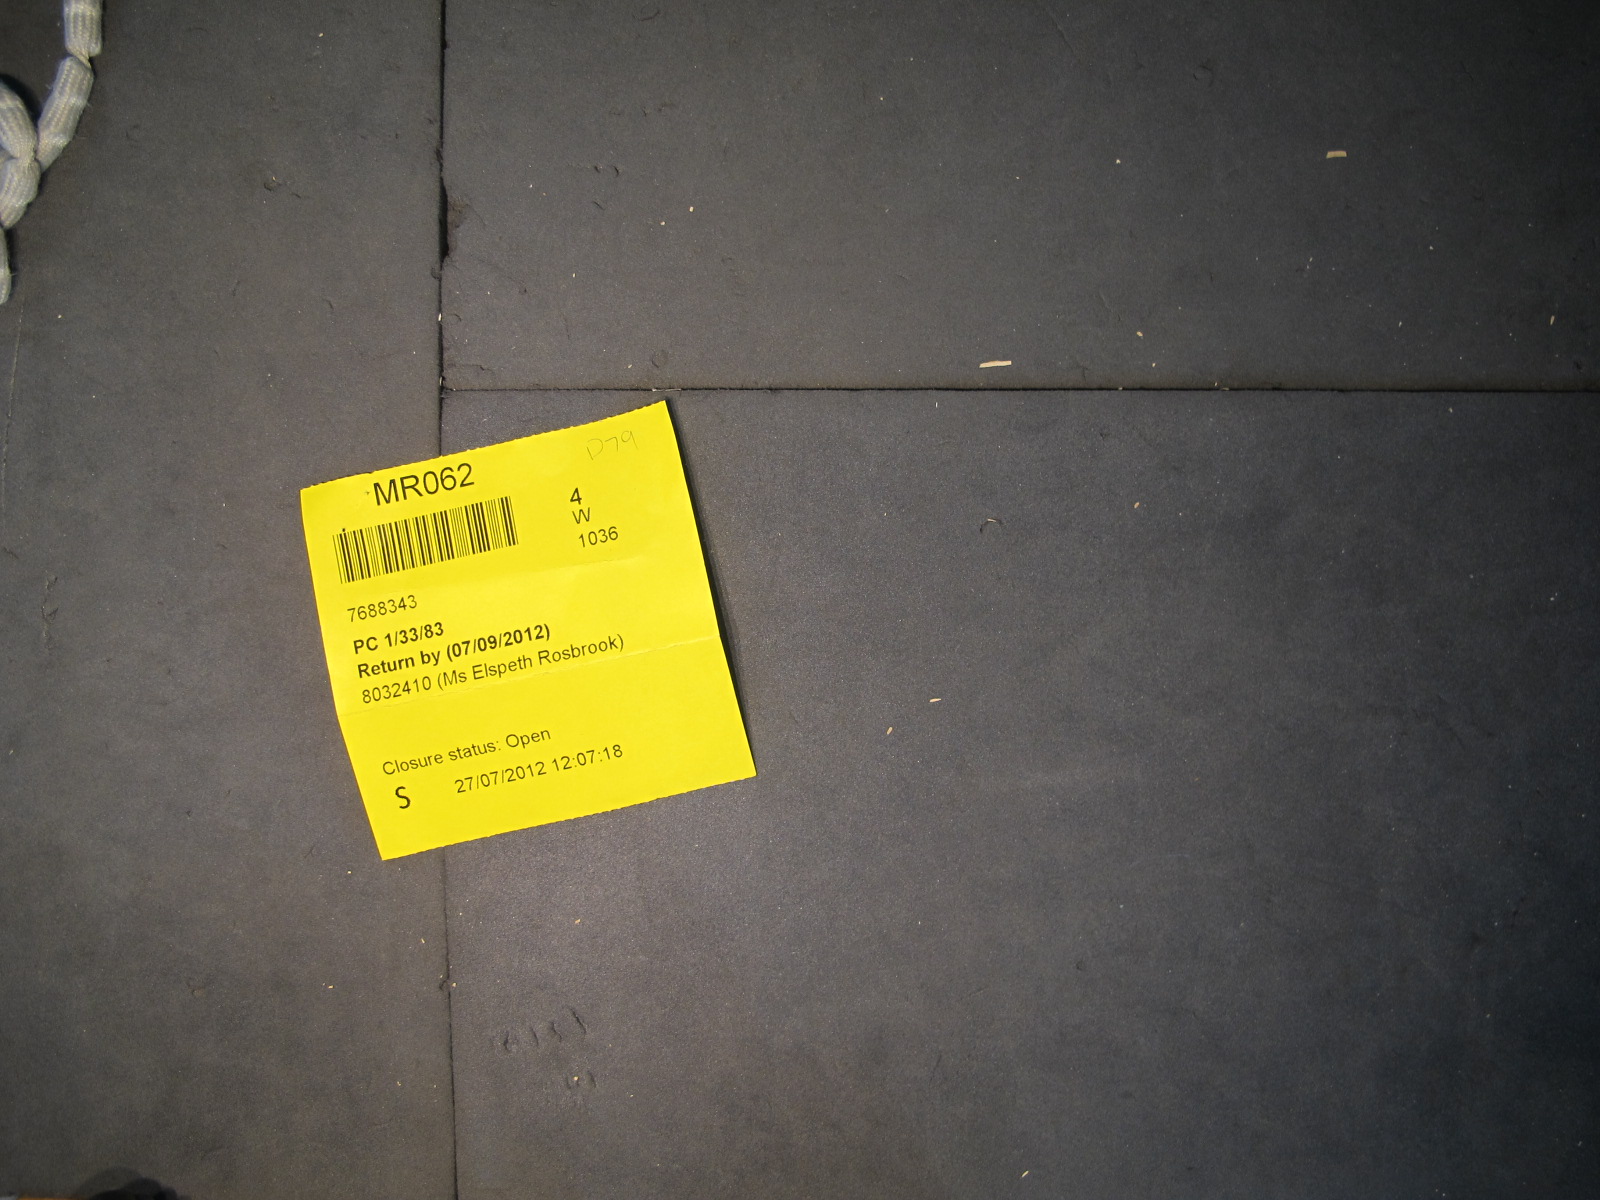 D79
MR062
4
W
1036
7688343
PC 1/33/83
Return by (07/09/2012)
8032410 (Ms Elspeth Rosbrook)
Closure status: Open
S 27/07/2012 12:07:18